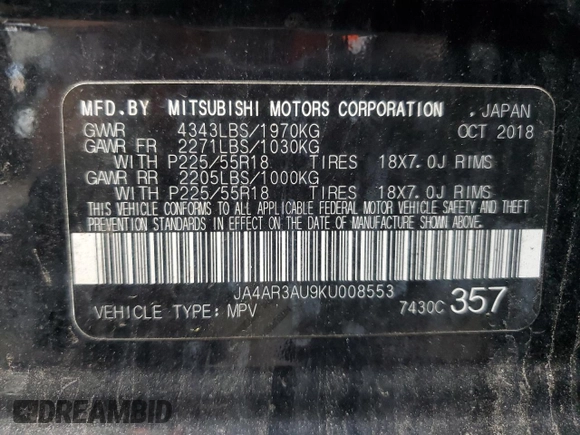 MFD.BY MITSUBISHI MOTORS CORPORATION , JAPAN
GVWR 4343LBS/1970KG OCT 2018
GAWR FR 2271LBS/1030KG
WITH P225/55R18 TIRES 18X7.0J RIMS
GAWR RR 2205LBS/1000KG
WITH P225/55R18 TIRES 18X7.0J RIMS
THIS VEHICLE CONFORMS TO ALL APPLICABLE FEDERAL MOTOR VEHICLE SAFETY AND THEFT
PREVENTION STANDARDS IN EFFECT ON THE DATE OF MANUFACTURE SHOWN ABOVE.
JA4AR3AU9KU008553
VEHICLE TYPE: MPV 7430C 357
DREAMBID